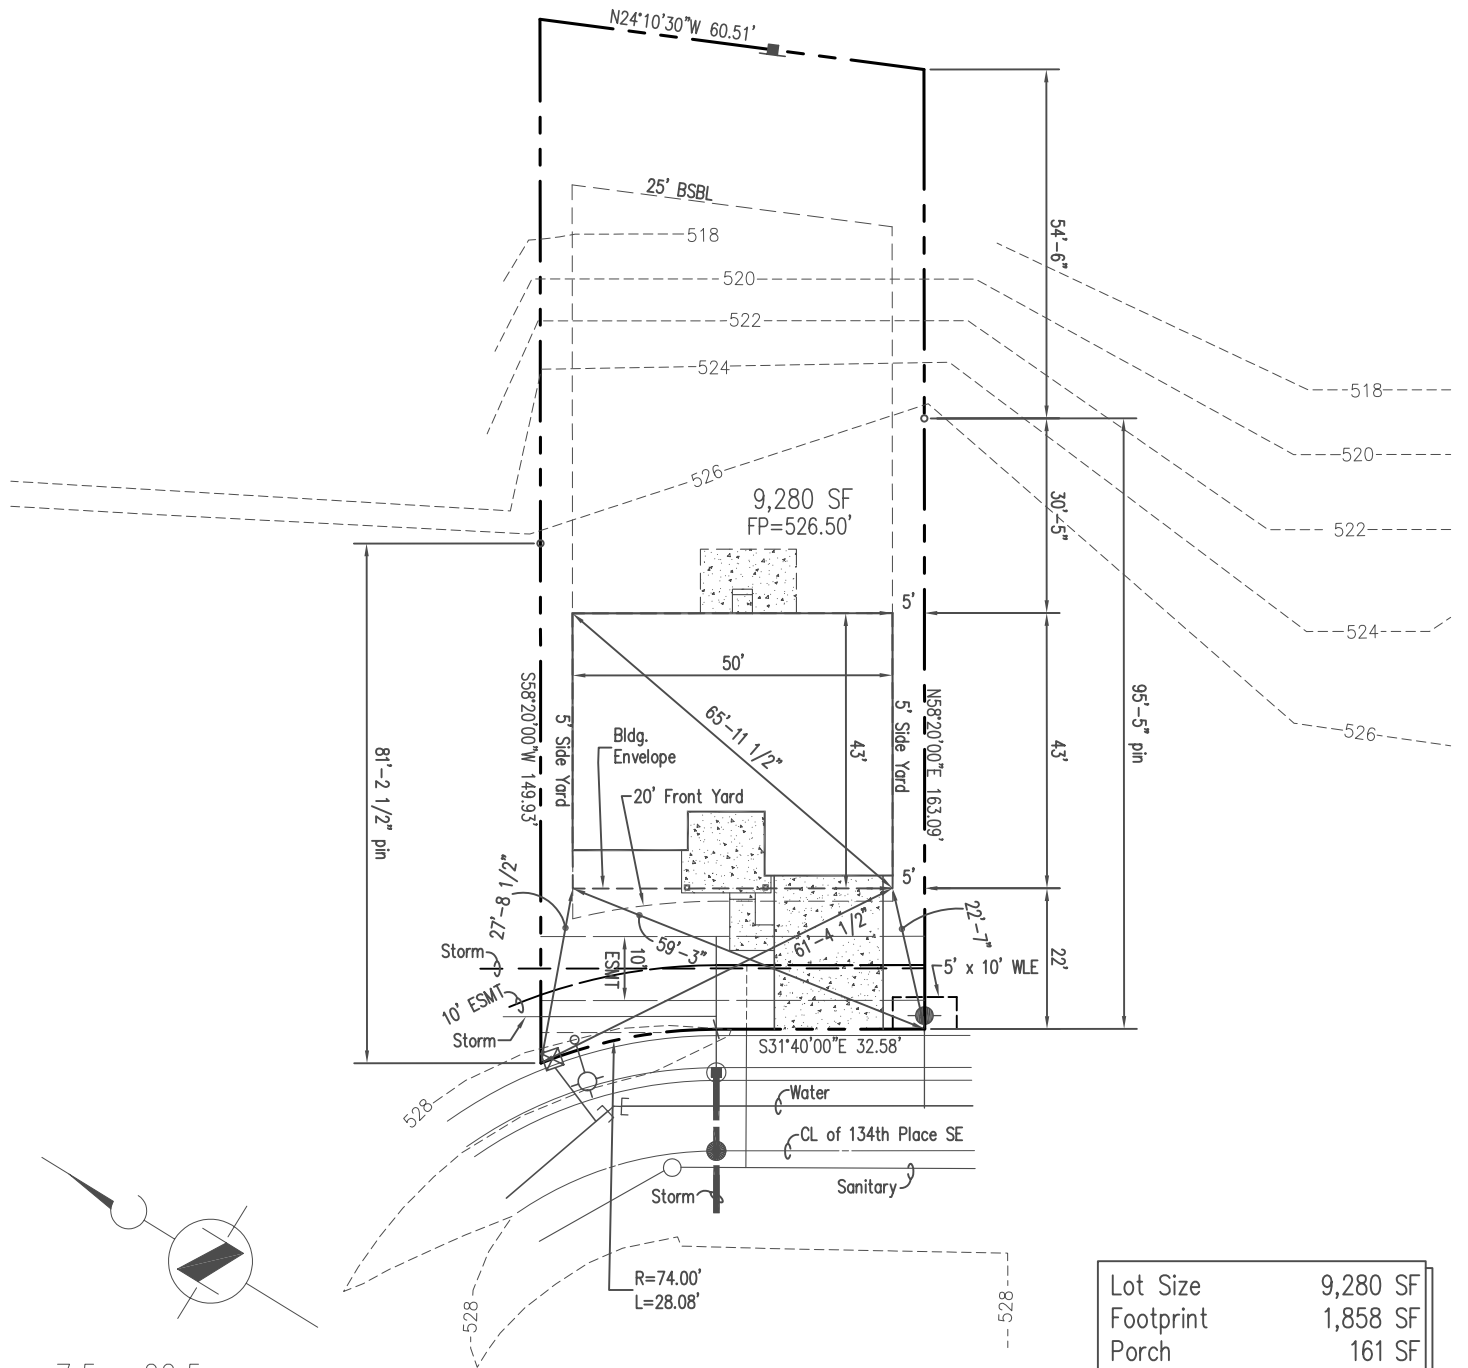 N24°10'30"W 60.51'
25' BSBL
518
520
522
524
526
54'-6"
518
520
522
524
526
9,280 SF
FP=526.50'
30'-5"
5'
50'
65'-11 1/2"
43'
43'
95'-5" pin
S58°20'00"W 149.93'
5' Side Yard
5' Side Yard
N58°20'00"E 163.09'
81'-2 1/2" pin
Bldg.
Envelope
20' Front Yard
5'
27'-8 1/2"
59'-3"
61'-4 1/2"
22'-7"
22'
Storm
10'
ESMT
5' x 10' WLE
10' ESMT
Storm
S31°40'00"E 32.58'
528
Water
CL of 134th Place SE
Sanitary
Storm
R=74.00'
L=28.08'
528
528
Lot Size 9,280 SF
Footprint 1,858 SF
Porch 161 SF